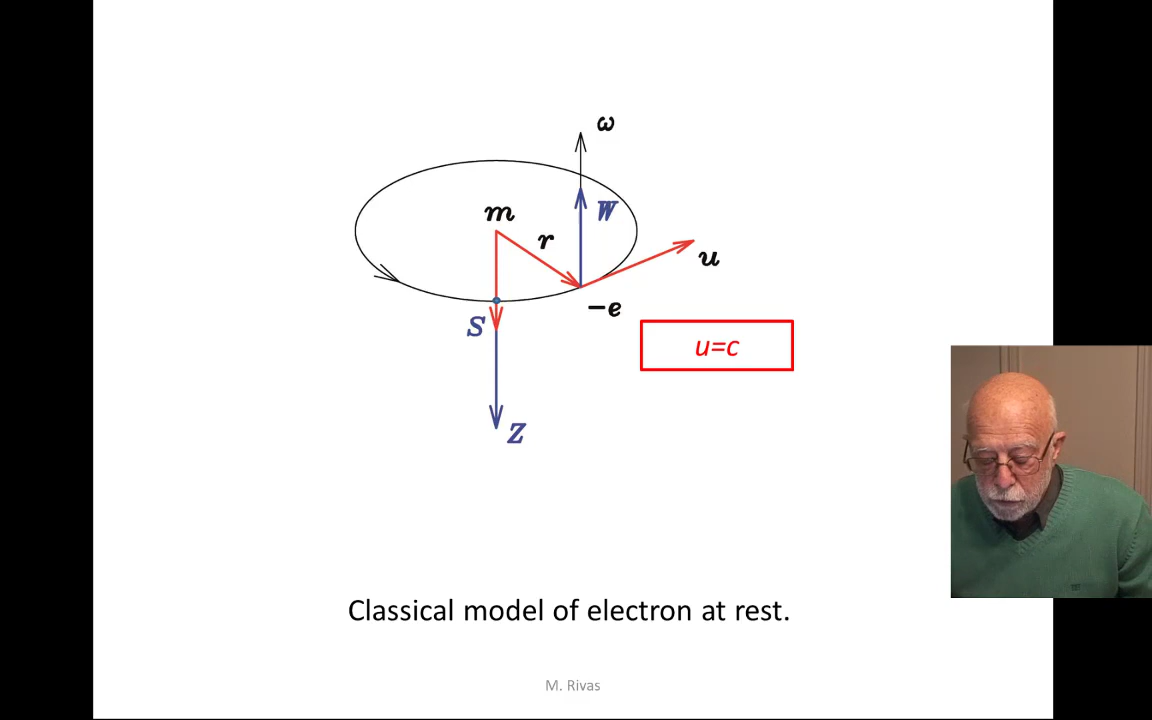 ω
m
W
r
u
−e
S
u=c
Z
Classical model of electron at rest.
M. Rivas